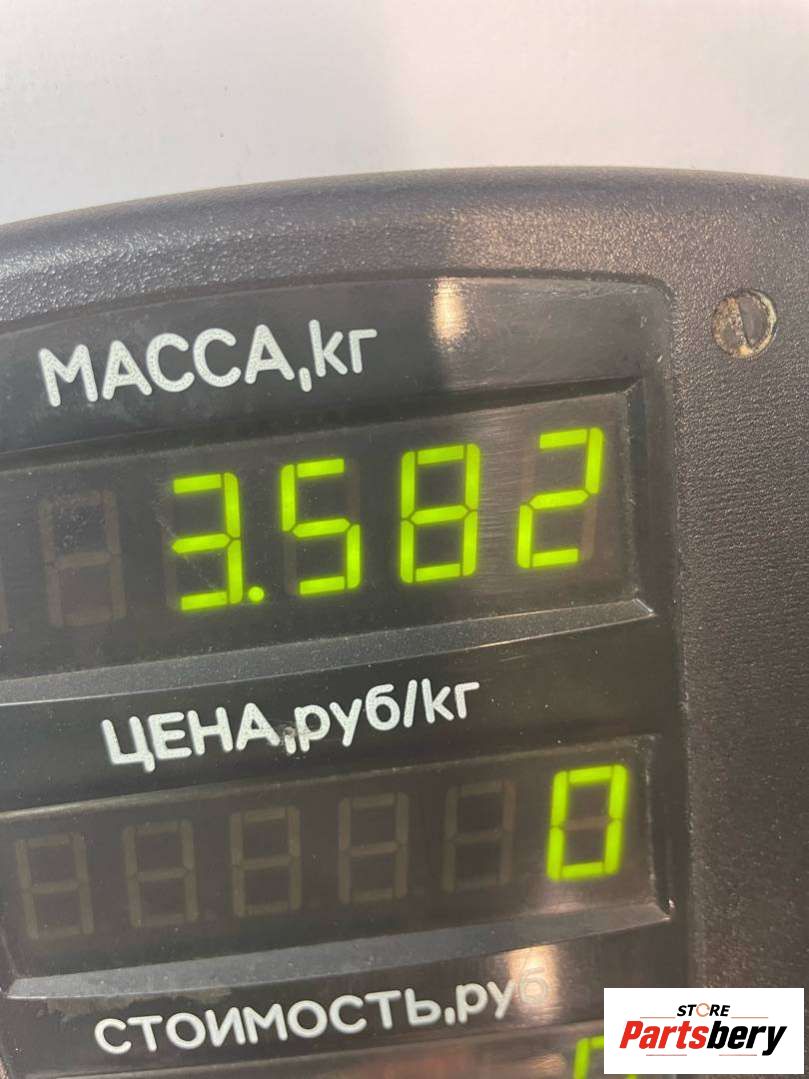 МАССА,кг
3.582
ЦЕНА,руб/кг
0
СТОИМОСТЬ,руб
STORE
Partsbery